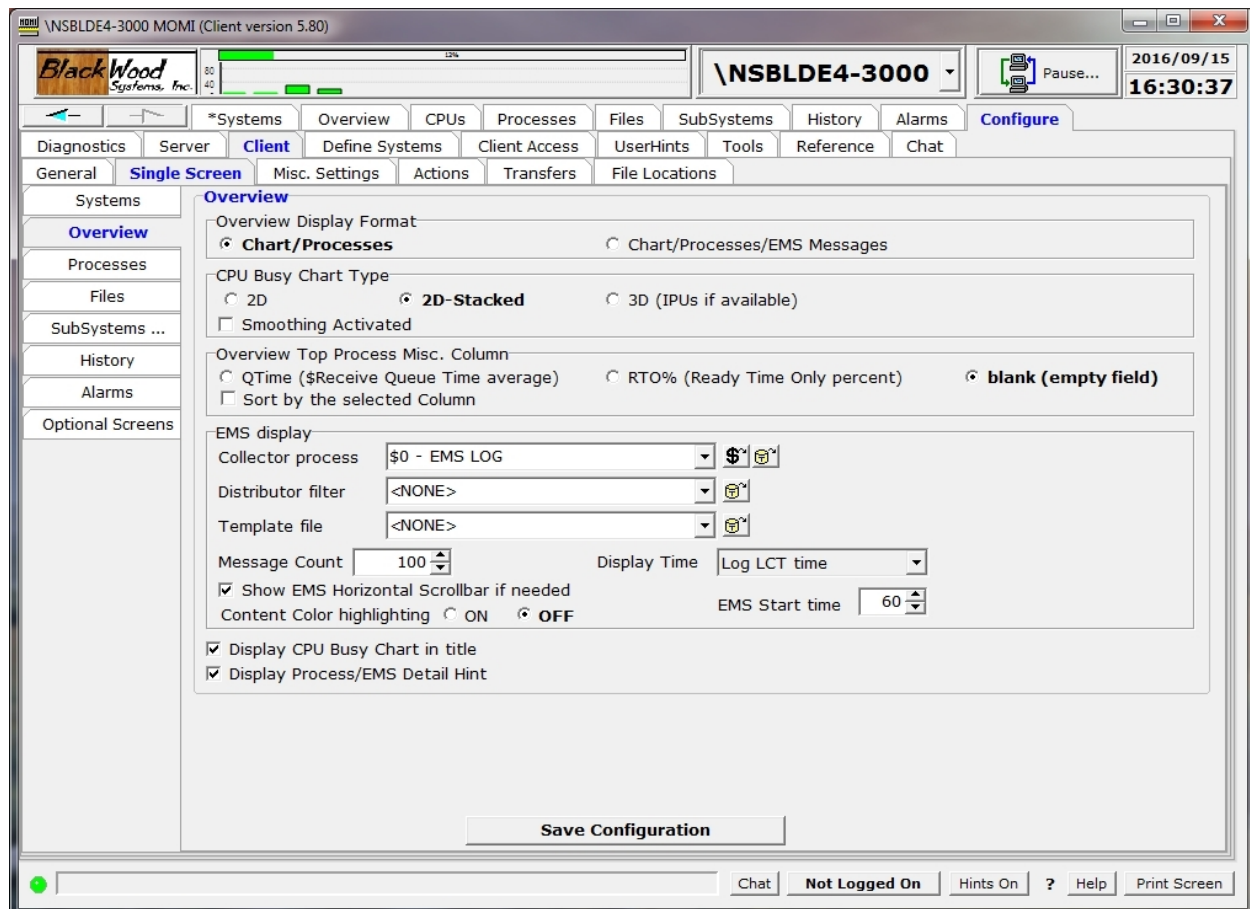 \NSBLDE4-3000 MOMI (Client version 5.80)
BlackWood
Systems, Inc.
80
40
12%
\NSBLDE4-3000
Pause...
2016/09/15
16:30:37
*Systems Overview CPUs Processes Files SubSystems History Alarms Configure
Diagnostics Server Client Define Systems Client Access UserHints Tools Reference Chat
General Single Screen Misc. Settings Actions Transfers File Locations
Systems
Overview
Processes
Files
SubSystems ...
History
Alarms
Optional Screens
Overview
Overview Display Format
Chart/Processes Chart/Processes/EMS Messages
CPU Busy Chart Type
2D 2D-Stacked 3D (IPUs if available)
Smoothing Activated
Overview Top Process Misc. Column
QTime ($Receive Queue Time average) RTO% (Ready Time Only percent) blank (empty field)
Sort by the selected Column
EMS display
Collector process $0 - EMS LOG
Distributor filter <NONE>
Template file <NONE>
Message Count 100 Display Time Log LCT time
Show EMS Horizontal Scrollbar if needed
EMS Start time 60
Content Color highlighting ON OFF
Display CPU Busy Chart in title
Display Process/EMS Detail Hint
Save Configuration
Chat Not Logged On Hints On ? Help Print Screen